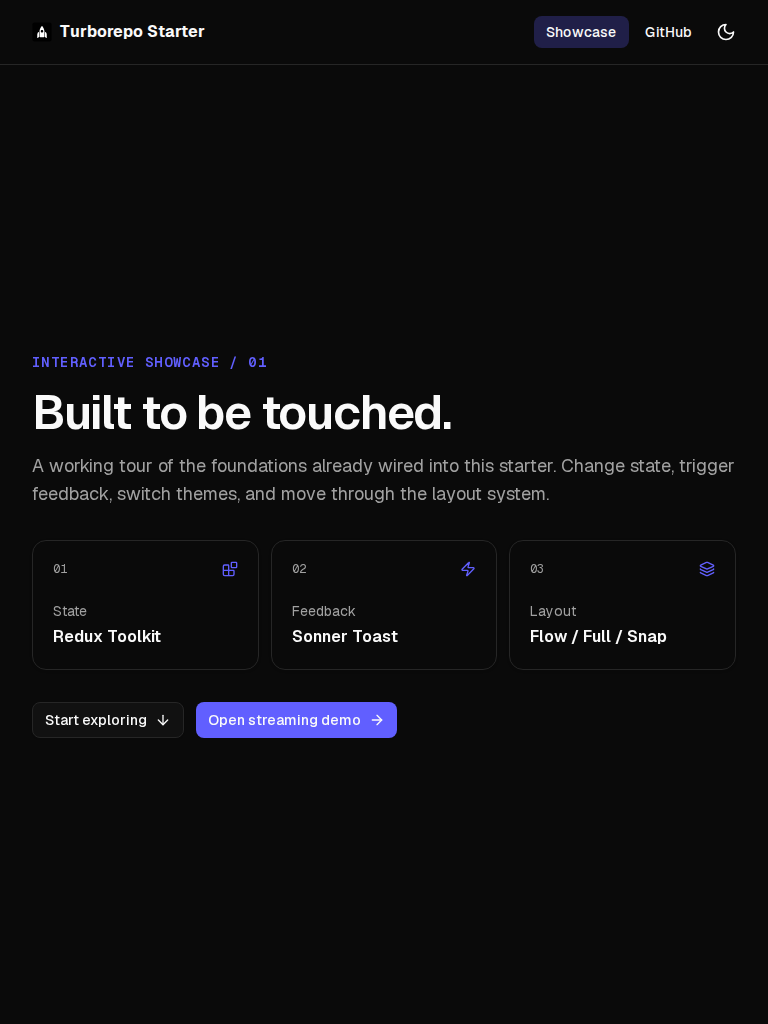 Turborepo Starter
Showcase
GitHub
INTERACTIVE SHOWCASE / 01
Built to be touched.
A working tour of the foundations already wired into this starter. Change state, trigger
feedback, switch themes, and move through the layout system.
01
State
Redux Toolkit
02
Feedback
Sonner Toast
03
Layout
Flow / Full / Snap
Start exploring
Open streaming demo